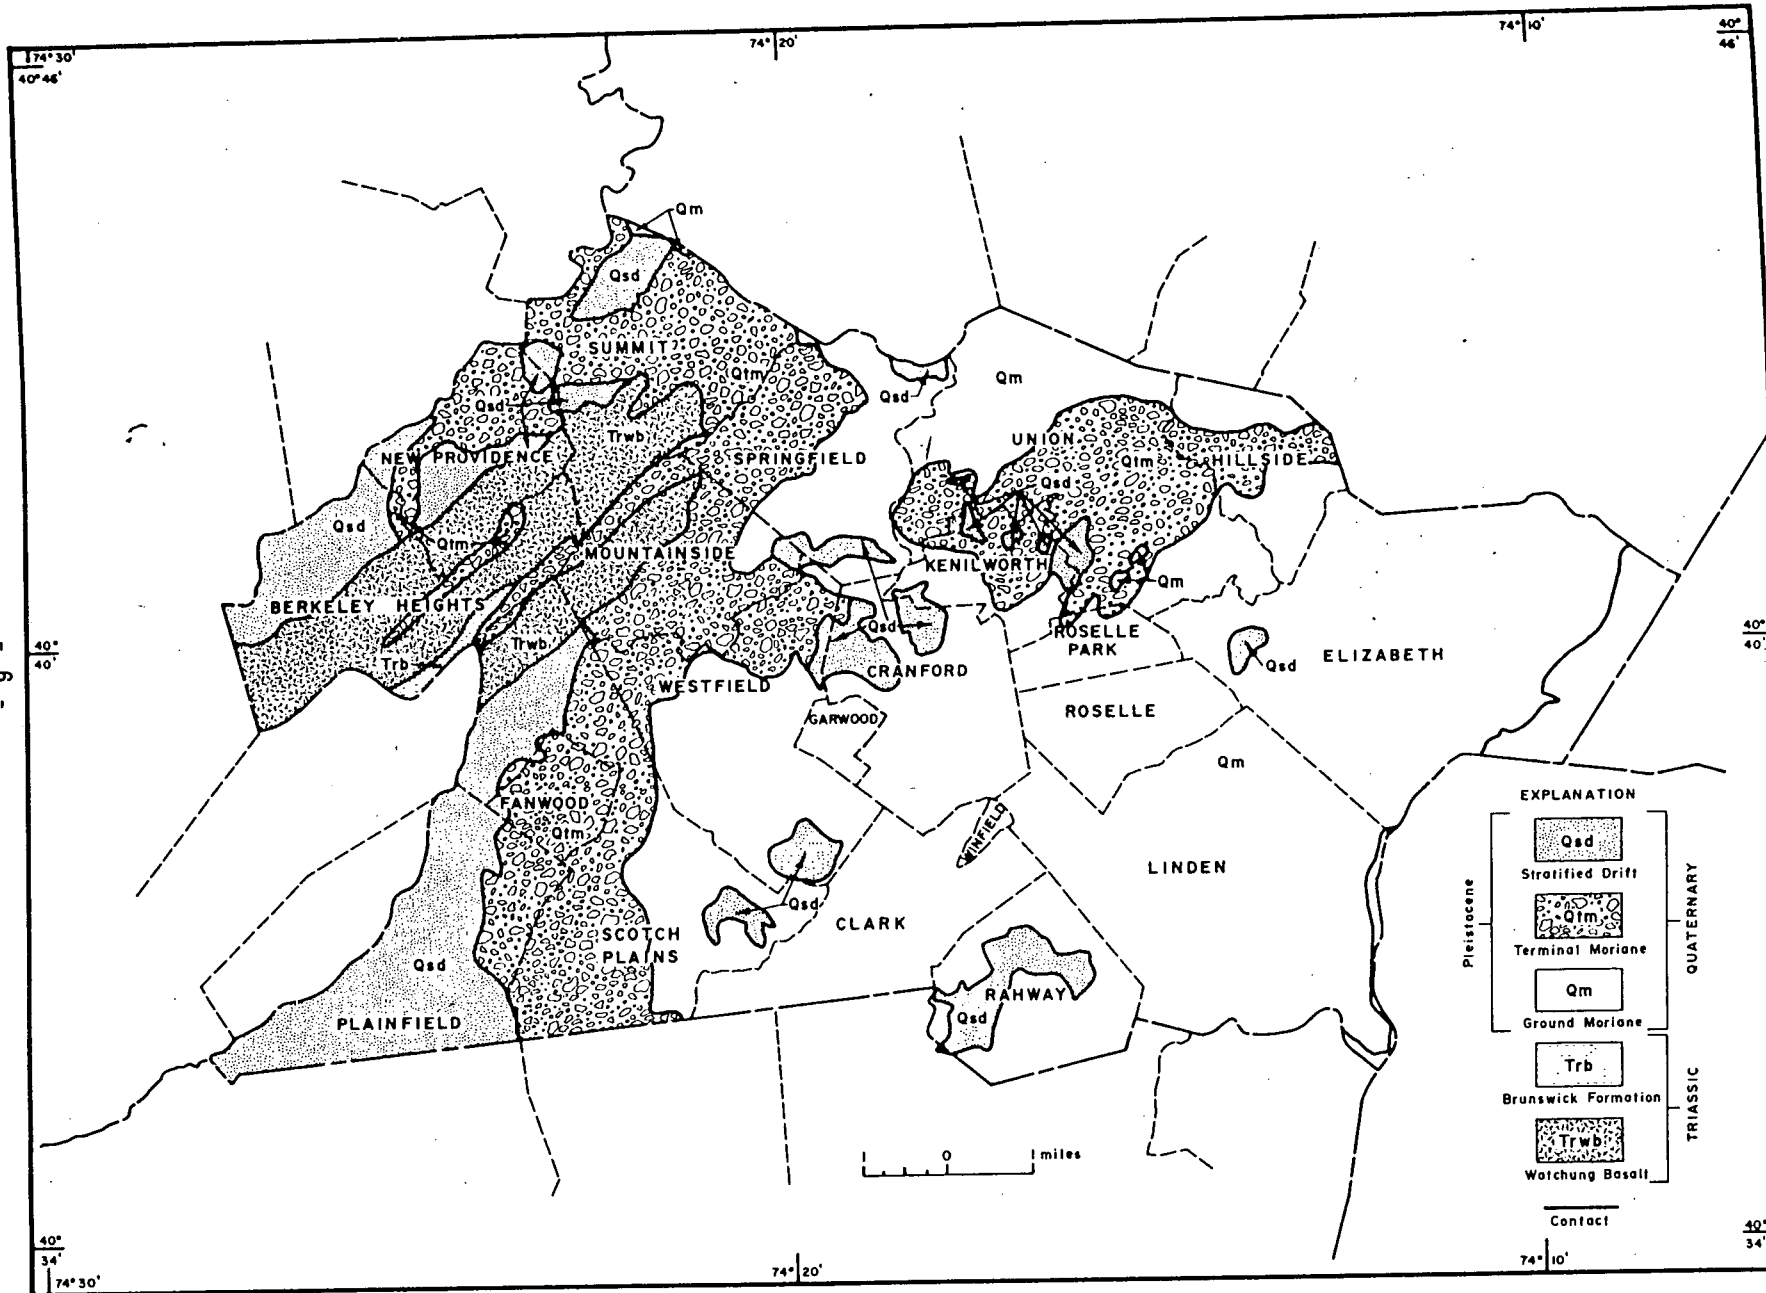 74°30'
40°46'
74°20'
74°10'
40°
46'
Qm
Qsd
SUMMIT
Qtm
Qsd
Qm
Qsd
Trwb
NEW PROVIDENCE
SPRINGFIELD
UNION
Qtm
HILLSIDE
Qsd
Qsd
Qtm
MOUNTAINSIDE
KENILWORTH
Qm
BERKELEY HEIGHTS
Qsd
ROSELLE
PARK
40°
40'
Trb
Trwb
CRANFORD
Qsd
ELIZABETH
40°
40'
WESTFIELD
GARWOOD
ROSELLE
Qm
FANWOOD
Qtm
WINFIELD
LINDEN
Qsd
CLARK
SCOTCH
PLAINS
Qsd
RAHWAY
Qsd
PLAINFIELD
0 1 miles
EXPLANATION
Qsd
Stratified Drift
Qtm
Terminal Moriane
Qm
Ground Moriane
Pleistocene
QUATERNARY
Trb
Brunswick Formation
Trwb
Watchung Basalt
TRIASSIC
Contact
40°
34'
74°30'
74°20'
74°10'
40°
34'